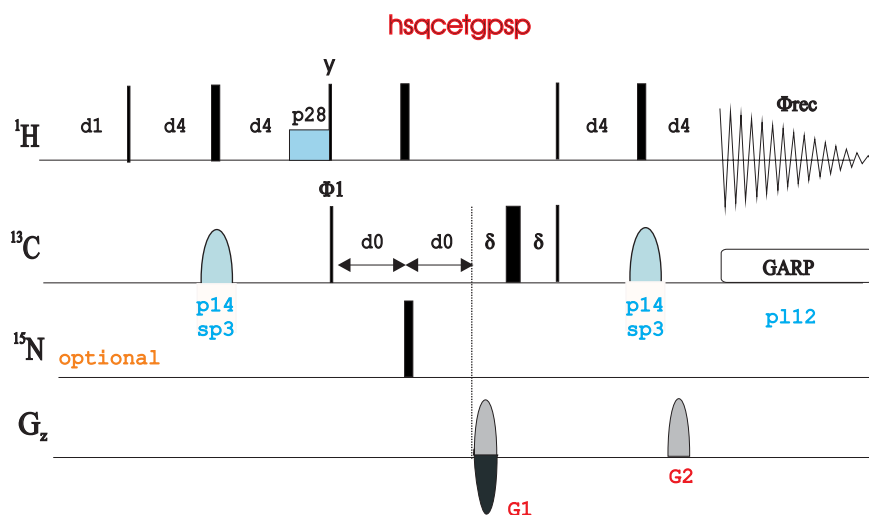 hsqcetgpsp
y
¹H
d1
d4
d4
p28
d4
d4
Φrec
Φ1
¹³C
d0
d0
δ
δ
GARP
p14
sp3
p14
sp3
pl12
¹⁵N
optional
G_z
G1
G2